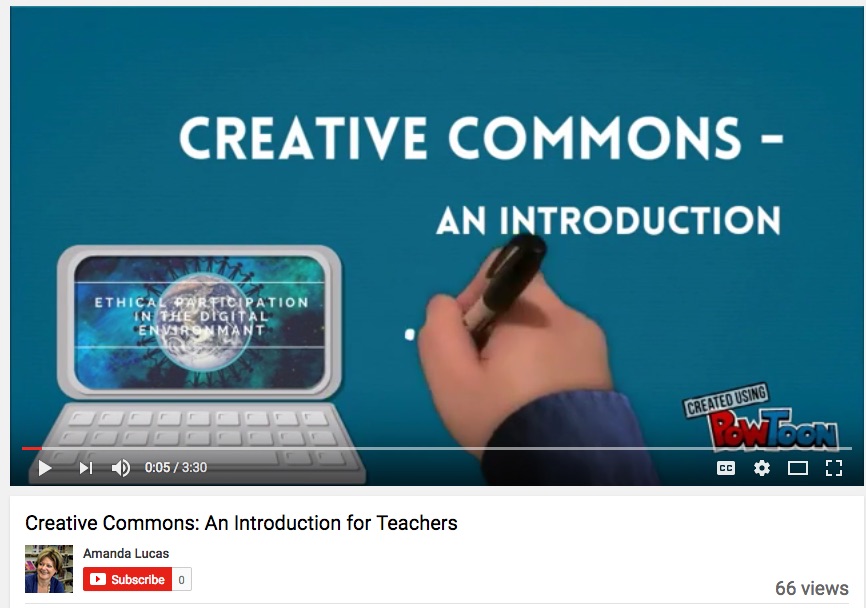 CREATIVE COMMONS -
AN INTRODUCTION
ETHICAL PARTICIPATION
IN THE DIGITAL
ENVIRONMANT
CREATED USING
POWTOON
0:05 / 3:30
CC
Creative Commons: An Introduction for Teachers
Amanda Lucas
Subscribe 0
66 views